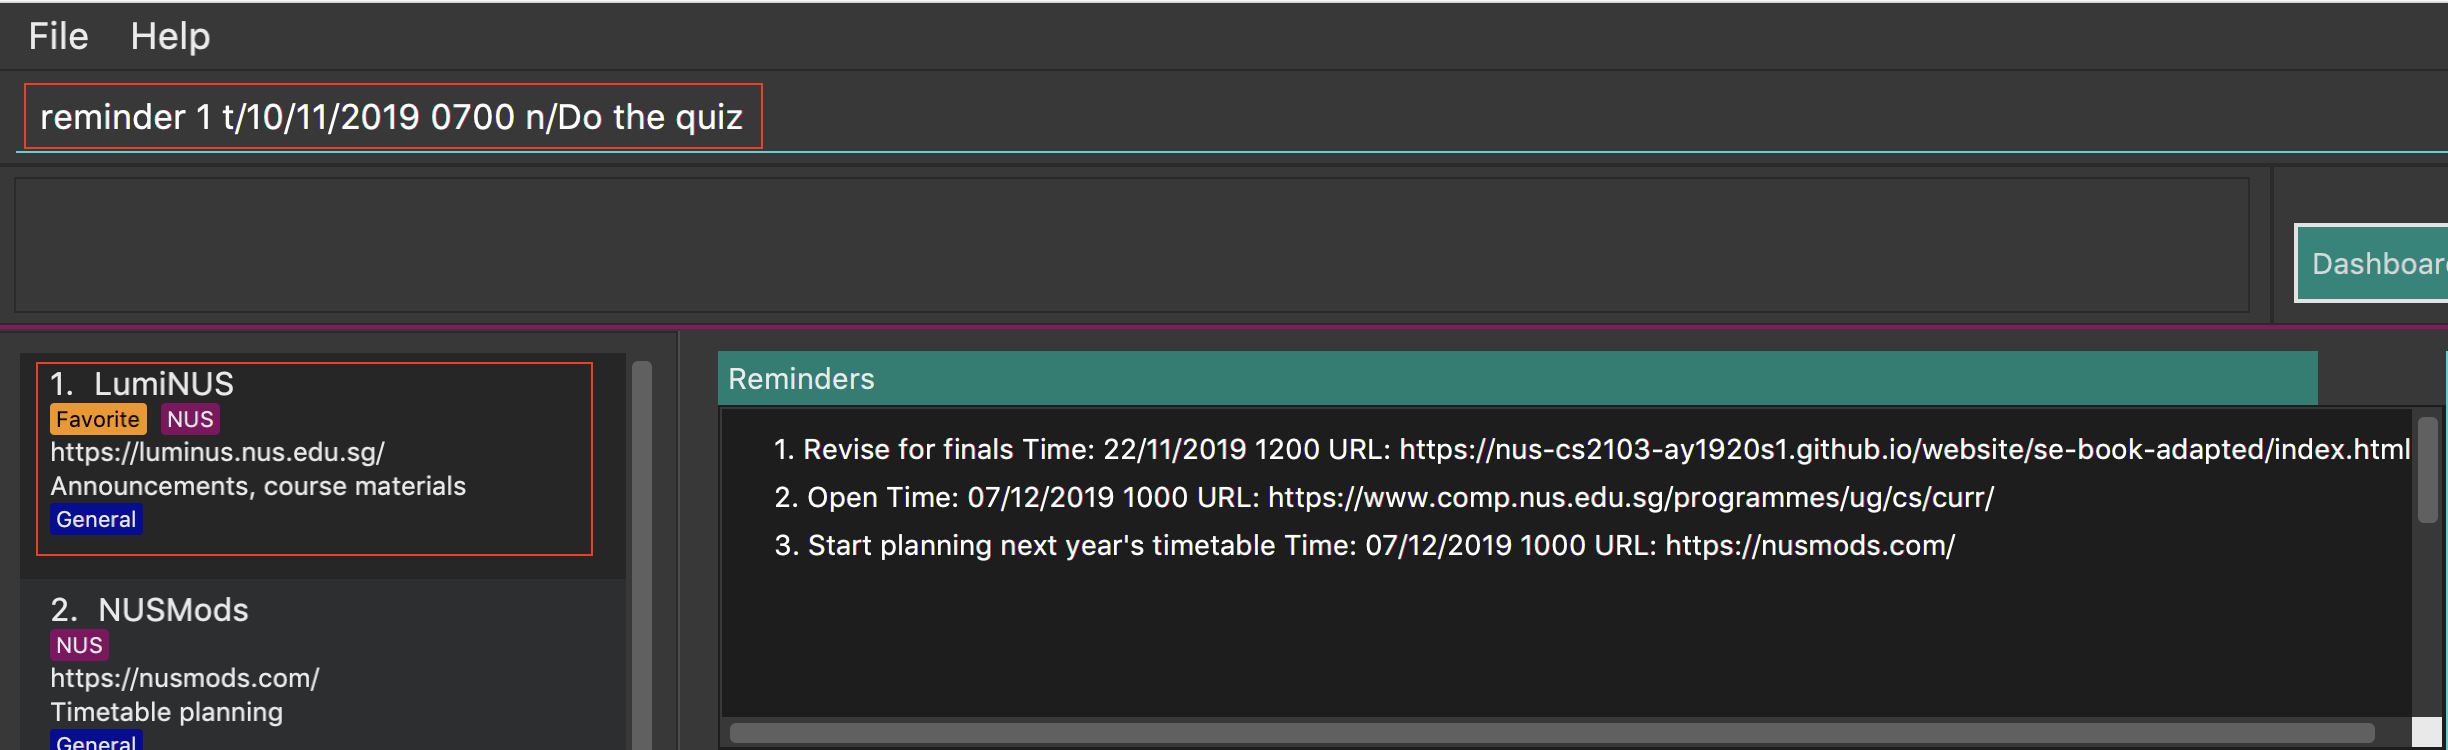 File Help
reminder 1 t/10/11/2019 0700 n/Do the quiz
Dashboar
1. LumiNUS
Favorite NUS
https://luminus.nus.edu.sg/
Announcements, course materials
General
2. NUSMods
NUS
https://nusmods.com/
Timetable planning
General
Reminders
1. Revise for finals Time: 22/11/2019 1200 URL: https://nus-cs2103-ay1920s1.github.io/website/se-book-adapted/index.html
2. Open Time: 07/12/2019 1000 URL: https://www.comp.nus.edu.sg/programmes/ug/cs/curr/
3. Start planning next year's timetable Time: 07/12/2019 1000 URL: https://nusmods.com/